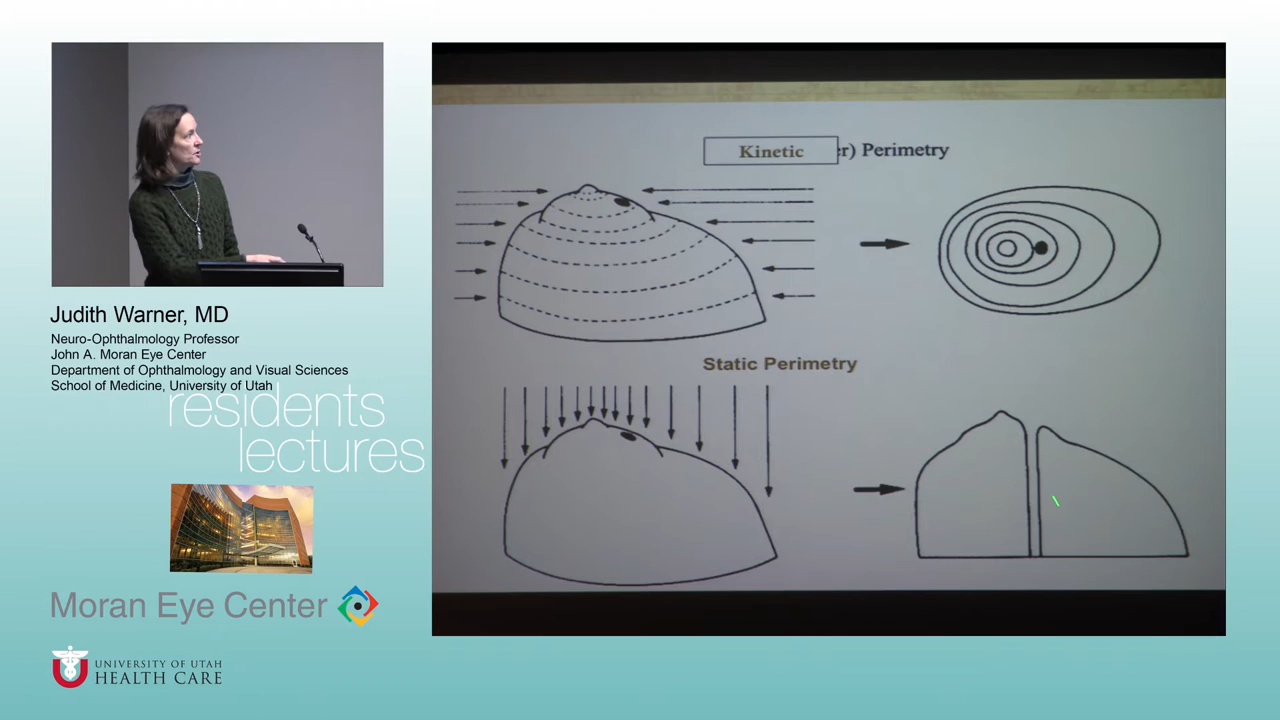 Kinetic
er) Perimetry
Static Perimetry
Judith Warner, MD
Neuro-Ophthalmology Professor
John A. Moran Eye Center
Department of Ophthalmology and Visual Sciences
School of Medicine, University of Utah
residents
lectures
Moran Eye Center
U
UNIVERSITY OF UTAH
HEALTH CARE